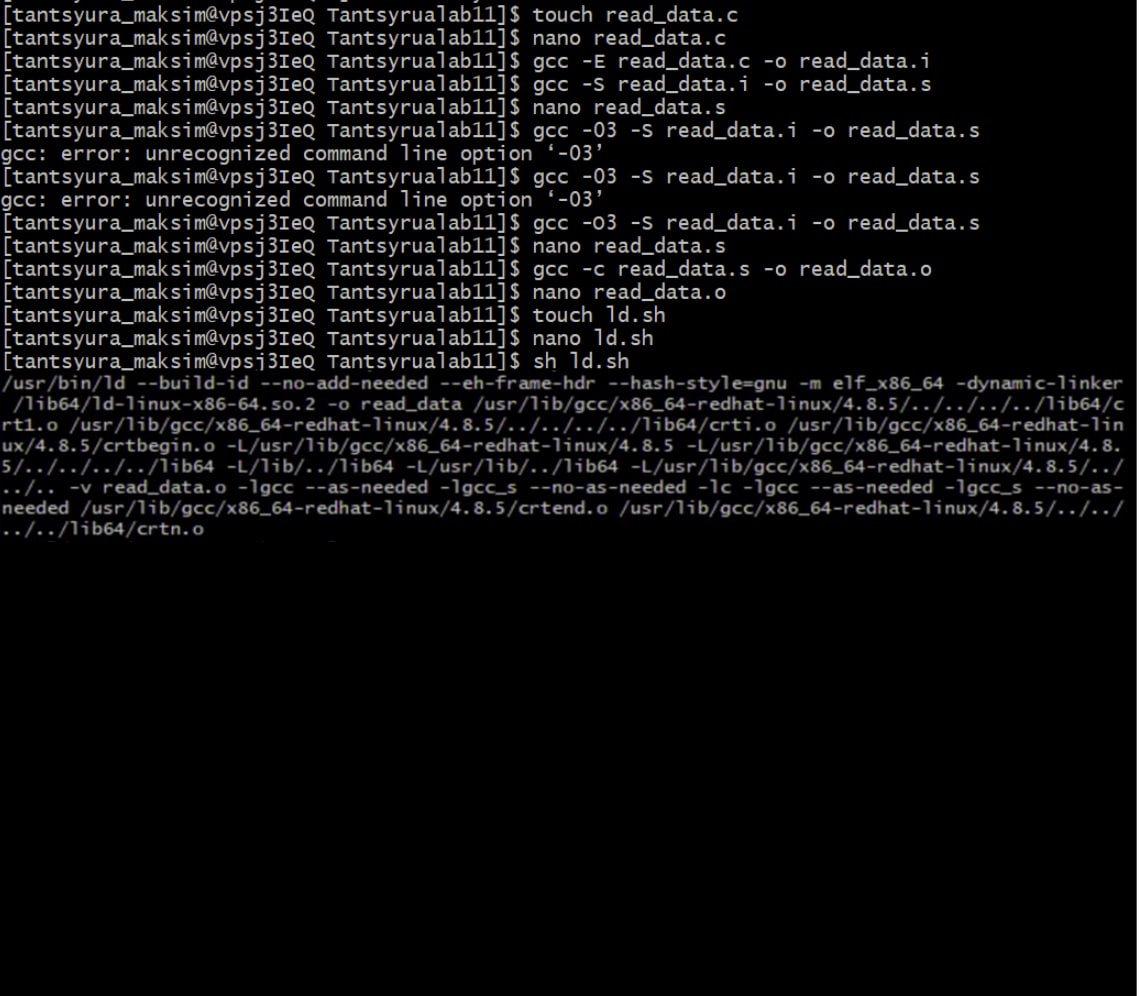 [tantsyura_maksim@vpsj3IeQ Tantsyrualab11]$ touch read_data.c
[tantsyura_maksim@vpsj3IeQ Tantsyrualab11]$ nano read_data.c
[tantsyura_maksim@vpsj3IeQ Tantsyrualab11]$ gcc -E read_data.c -o read_data.i
[tantsyura_maksim@vpsj3IeQ Tantsyrualab11]$ gcc -S read_data.i -o read_data.s
[tantsyura_maksim@vpsj3IeQ Tantsyrualab11]$ nano read_data.s
[tantsyura_maksim@vpsj3IeQ Tantsyrualab11]$ gcc -03 -S read_data.i -o read_data.s
gcc: error: unrecognized command line option ‘-03’
[tantsyura_maksim@vpsj3IeQ Tantsyrualab11]$ gcc -03 -S read_data.i -o read_data.s
gcc: error: unrecognized command line option ‘-03’
[tantsyura_maksim@vpsj3IeQ Tantsyrualab11]$ gcc -O3 -S read_data.i -o read_data.s
[tantsyura_maksim@vpsj3IeQ Tantsyrualab11]$ nano read_data.s
[tantsyura_maksim@vpsj3IeQ Tantsyrualab11]$ gcc -c read_data.s -o read_data.o
[tantsyura_maksim@vpsj3IeQ Tantsyrualab11]$ nano read_data.o
[tantsyura_maksim@vpsj3IeQ Tantsyrualab11]$ touch ld.sh
[tantsyura_maksim@vpsj3IeQ Tantsyrualab11]$ nano ld.sh
[tantsyura_maksim@vpsj3IeQ Tantsyrualab11]$ sh ld.sh
/usr/bin/ld --build-id --no-add-needed --eh-frame-hdr --hash-style=gnu -m elf_x86_64 -dynamic-linker
/lib64/ld-linux-x86-64.so.2 -o read_data /usr/lib/gcc/x86_64-redhat-linux/4.8.5/../../../../lib64/c
rt1.o /usr/lib/gcc/x86_64-redhat-linux/4.8.5/../../../../lib64/crti.o /usr/lib/gcc/x86_64-redhat-lin
ux/4.8.5/crtbegin.o -L/usr/lib/gcc/x86_64-redhat-linux/4.8.5 -L/usr/lib/gcc/x86_64-redhat-linux/4.8.
5/../../../../lib64 -L/lib/../lib64 -L/usr/lib/../lib64 -L/usr/lib/gcc/x86_64-redhat-linux/4.8.5/../
../.. -v read_data.o -lgcc --as-needed -lgcc_s --no-as-needed -lc -lgcc --as-needed -lgcc_s --no-as-
needed /usr/lib/gcc/x86_64-redhat-linux/4.8.5/crtend.o /usr/lib/gcc/x86_64-redhat-linux/4.8.5/../../
../../lib64/crtn.o